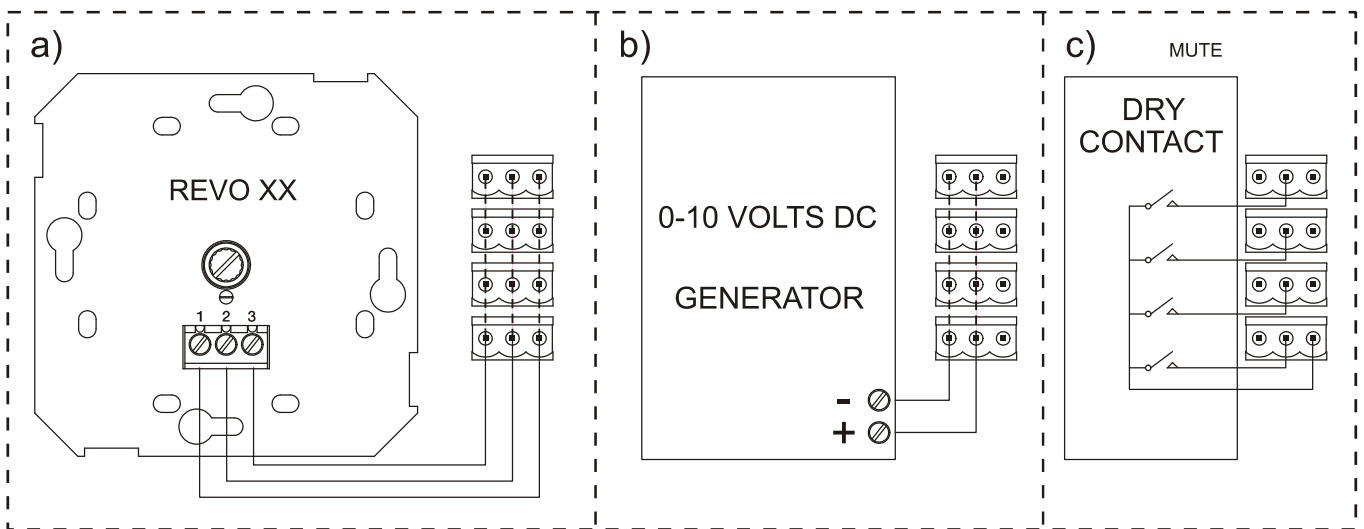 a)
REVO XX
1 2 3
b)
0-10 VOLTS DC
GENERATOR
-
+
c)
MUTE
DRY
CONTACT